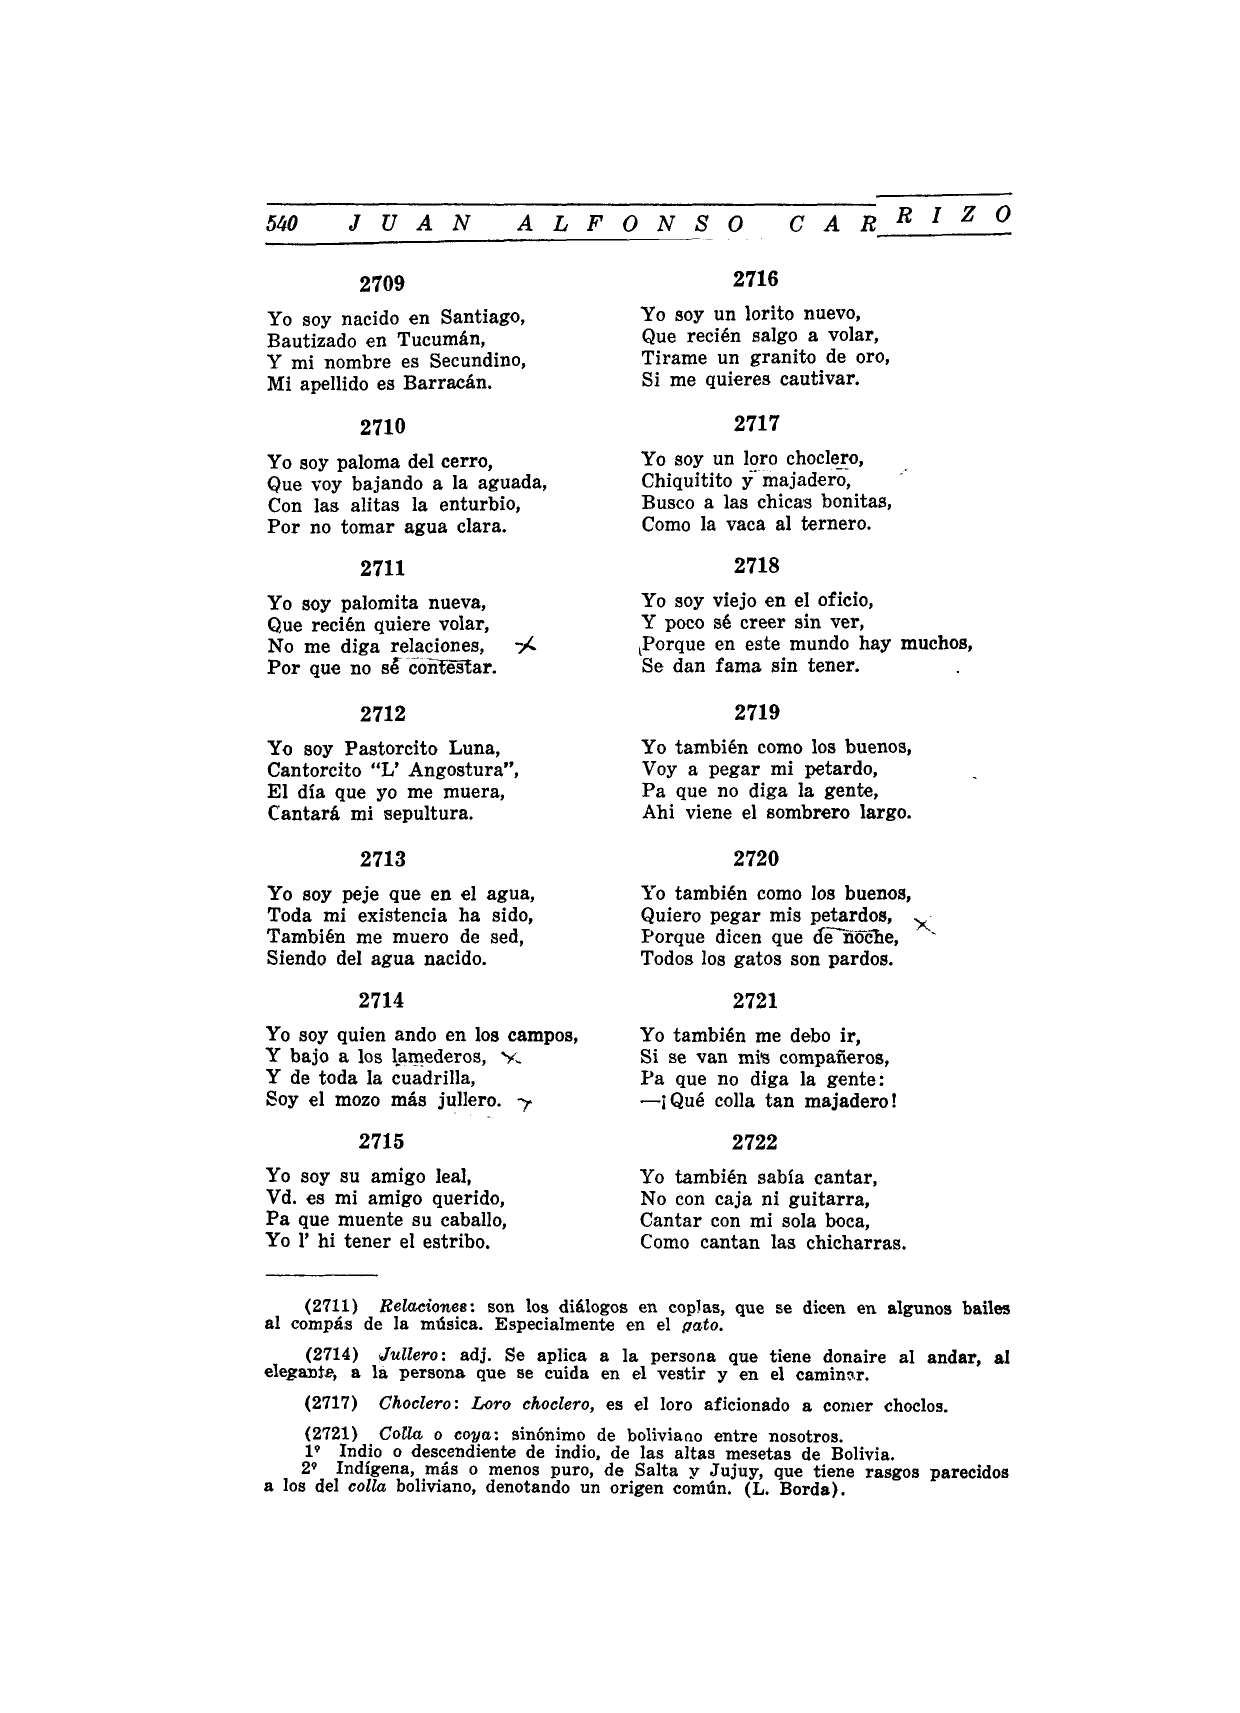 540 JUAN ALFONSO CARRIZO
2709
Yo soy nacido en Santiago,
Bautizado en Tucumán,
Y mi nombre es Secundino,
Mi apellido es Barracán.
2710
Yo soy paloma del cerro,
Que voy bajando a la aguada,
Con las alitas la enturbio,
Por no tomar agua clara.
2711
Yo soy palomita nueva,
Que recién quiere volar,
No me diga relaciones,
Por que no sé contestar.
2712
Yo soy Pastorcito Luna,
Cantorcito "L' Angostura",
El día que yo me muera,
Cantará mi sepultura.
2713
Yo soy peje que en el agua,
Toda mi existencia ha sido,
También me muero de sed,
Siendo del agua nacido.
2714
Yo soy quien ando en los campos,
Y bajo a los lamederos,
Y de toda la cuadrilla,
Soy el mozo más jullero.
2715
Yo soy su amigo leal,
Vd. es mi amigo querido,
Pa que muente su caballo,
Yo l' hi tener el estribo.
2716
Yo soy un lorito nuevo,
Que recién salgo a volar,
Tirame un granito de oro,
Si me quieres cautivar.
2717
Yo soy un loro choclero,
Chiquitito y majadero,
Busco a las chicas bonitas,
Como la vaca al ternero.
2718
Yo soy viejo en el oficio,
Y poco sé creer sin ver,
Porque en este mundo hay muchos,
Se dan fama sin tener.
2719
Yo también como los buenos,
Voy a pegar mi petardo,
Pa que no diga la gente,
Ahi viene el sombrero largo.
2720
Yo también como los buenos,
Quiero pegar mis petardos,
Porque dicen que de noche,
Todos los gatos son pardos.
2721
Yo también me debo ir,
Si se van mis compañeros,
Pa que no diga la gente:
—¡Qué colla tan majadero!
2722
Yo también sabía cantar,
No con caja ni guitarra,
Cantar con mi sola boca,
Como cantan las chicharras.
(2711) Relaciones: son los diálogos en coplas, que se dicen en algunos bailes
al compás de la música. Especialmente en el gato.
(2714) Jullero: adj. Se aplica a la persona que tiene donaire al andar, al
elegante, a la persona que se cuida en el vestir y en el caminar.
(2717) Choclero: Loro choclero, es el loro aficionado a comer choclos.
(2721) Colla o coya: sinónimo de boliviano entre nosotros.
1º Indio o descendiente de indio, de las altas mesetas de Bolivia.
2º Indígena, más o menos puro, de Salta y Jujuy, que tiene rasgos parecidos
a los del colla boliviano, denotando un origen común. (L. Borda).